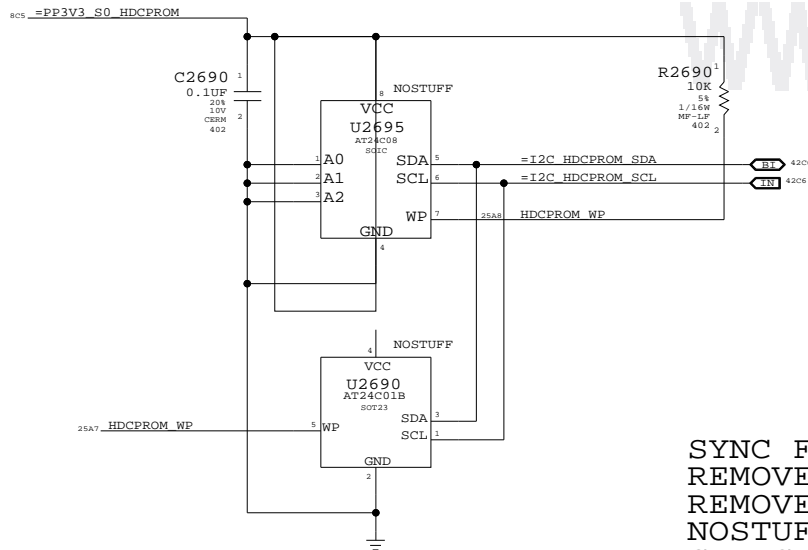 8C5 =PP3V3_S0_HDCPROM
C2690 1
0.1UF
20%
10V
CERM
402
2
8 NOSTUFF
VCC
U2695
AT24C08
SOIC
1 A0
2 A1
3 A2
SDA 5 =I2C_HDCPROM_SDA
SCL 6 =I2C_HDCPROM_SCL
WP 7 25A8 HDCPROM_WP
GND
4
R2690 1
10K
5%
1/16W
MF-LF
402
2
BI
IN 42C6
4 NOSTUFF
VCC
U2690
AT24C01B
SOT23
25A7 HDCPROM_WP 5 WP
SDA 3
SCL 1
GND
2
SYNC
REMOVE
REMOVE